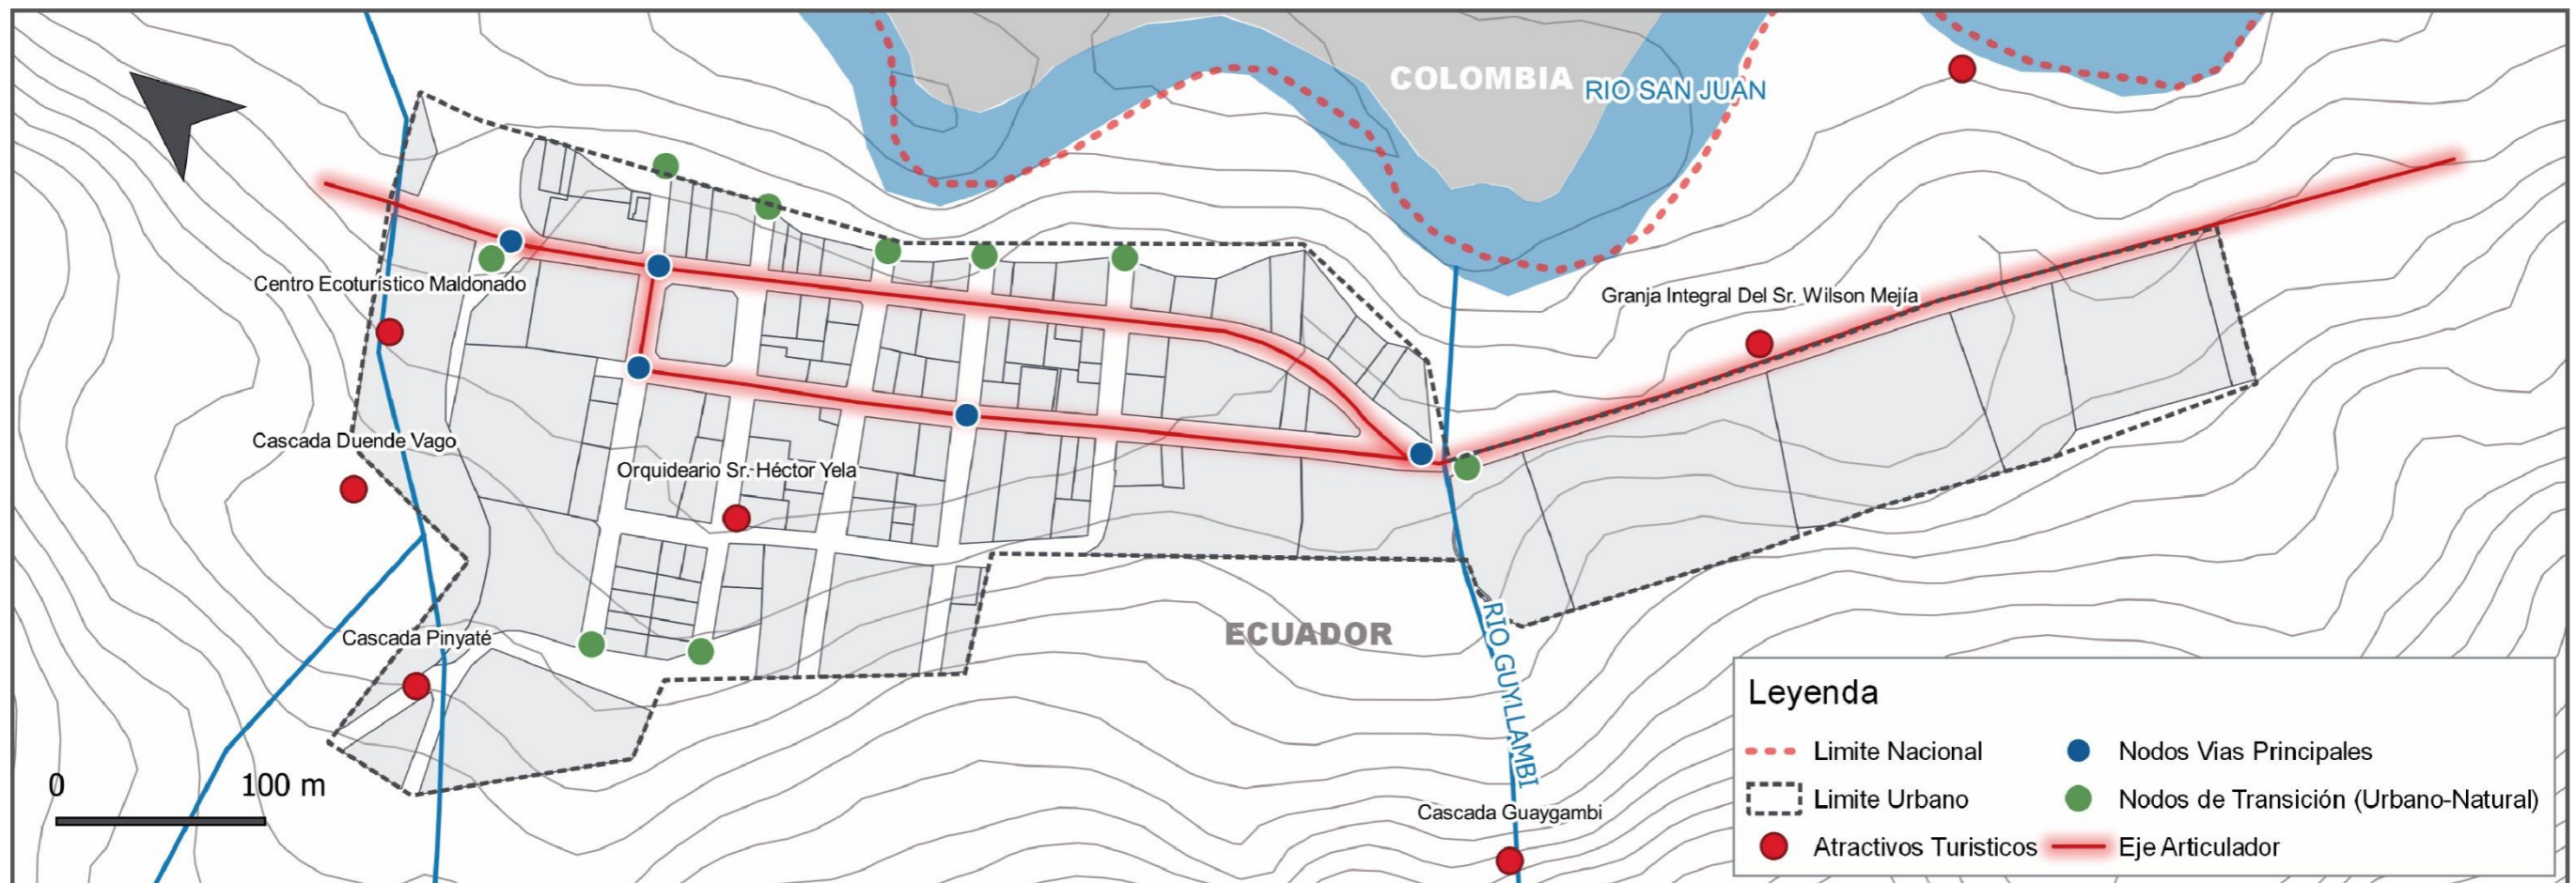 COLOMBIA
RIO SAN JUAN
Centro Ecoturístico Maldonado
Granja Integral Del Sr. Wilson Mejía
Cascada Duende Vago
Orquideario Sr. Héctor Yela
Cascada Pinyaté
ECUADOR
RIO GUYLLAMBI
Cascada Guaygambi
0 100 m
Leyenda
Limite Nacional
Limite Urbano
Atractivos Turisticos
Nodos Vias Principales
Nodos de Transición (Urbano-Natural)
Eje Articulador